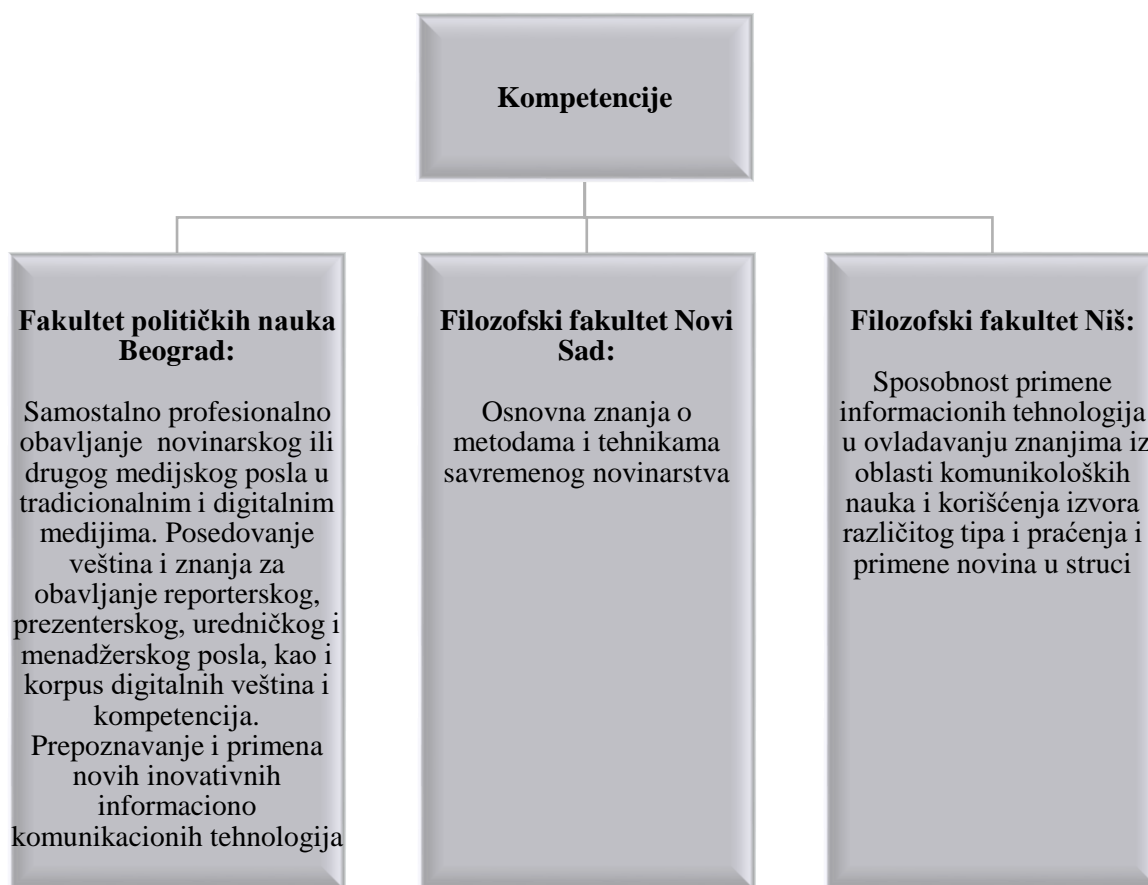 Kompetencije
Fakultet političkih nauka
Beograd:
Samostalno profesionalno
obavljanje novinarskog ili
drugog medijskog posla u
tradicionalnim i digitalnim
medijima. Posedovanje
veština i znanja za
obavljanje reporterskog,
prezenterskog, uredničkog i
menadžerskog posla, kao i
korpus digitalnih veština i
kompetencija.
Prepoznavanje i primena
novih inovativnih
informaciono
komunikacionih tehnologija
Filozofski fakultet Novi
Sad:
Osnovna znanja o
metodama i tehnikama
savremenog novinarstva
Filozofski fakultet Niš:
Sposobnost primene
informacionih tehnologija
u ovladavanju znanjima iz
oblasti komunikoloških
nauka i korišćenja izvora
različitog tipa i praćenja i
primene novina u struci